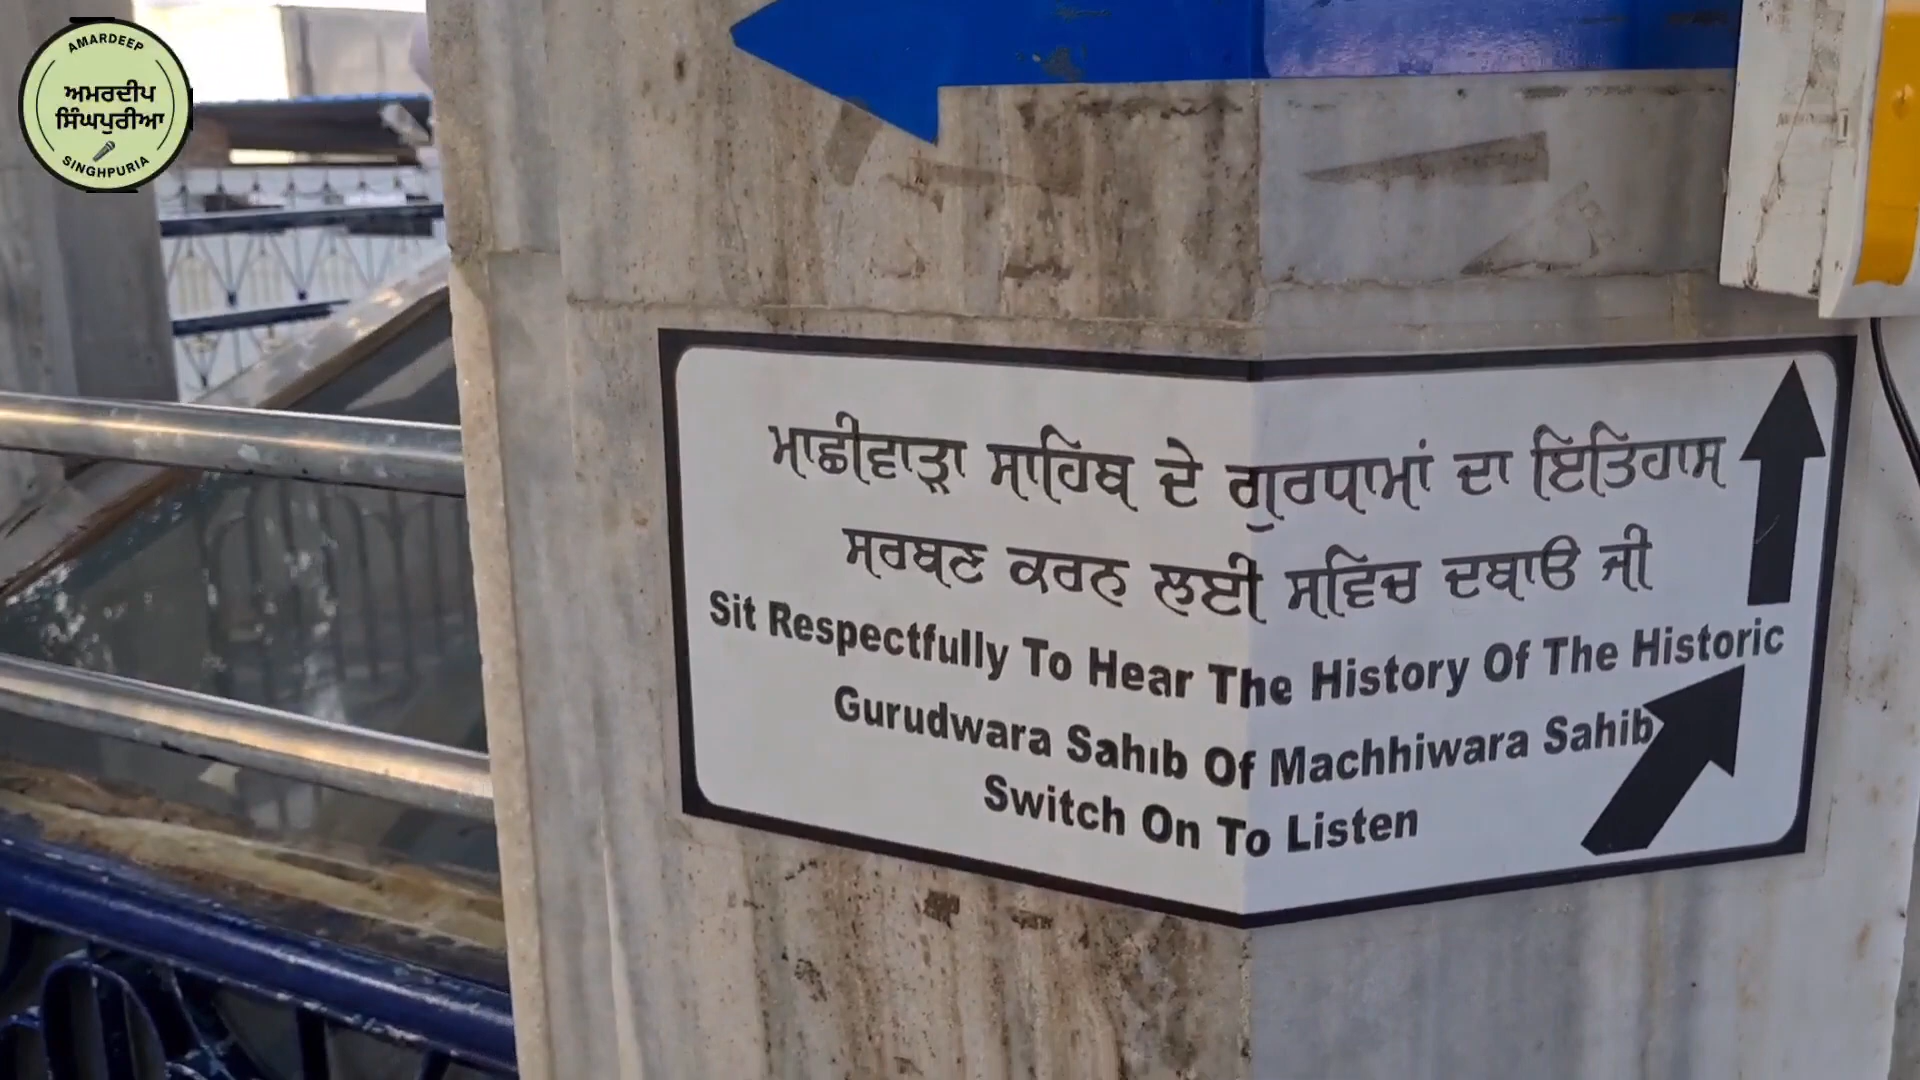 AMARDEEP
ਅਮਰਦੀਪ
ਸਿੰਘਪੁਰੀਆ
SINGHPURIA
ਮਾਛੀਵਾੜਾ ਸਾਹਿਬ ਦੇ ਗੁਰਧਾਮਾਂ ਦਾ ਇਤਿਹਾਸ
ਸਰਬਣ ਕਰਨ ਲਈ ਸਵਿਚ ਦਬਾਓ ਜੀ
Sit Respectfully To Hear The History Of The Historic
Gurudwara Sahib Of Machhiwara Sahib
Switch On To Listen